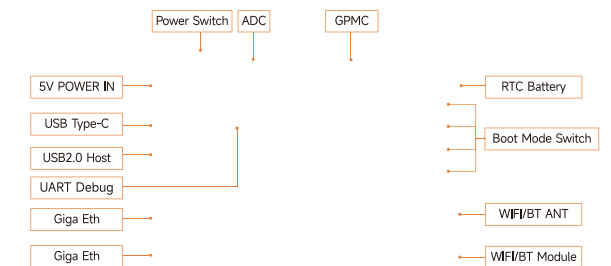 Power Switch
ADC
GPMC
5V POWER IN
RTC Battery
USB Type-C
Boot Mode Switch
USB2.0 Host
UART Debug
Giga Eth
WIFI/BT ANT
Giga Eth
WIFI/BT Module